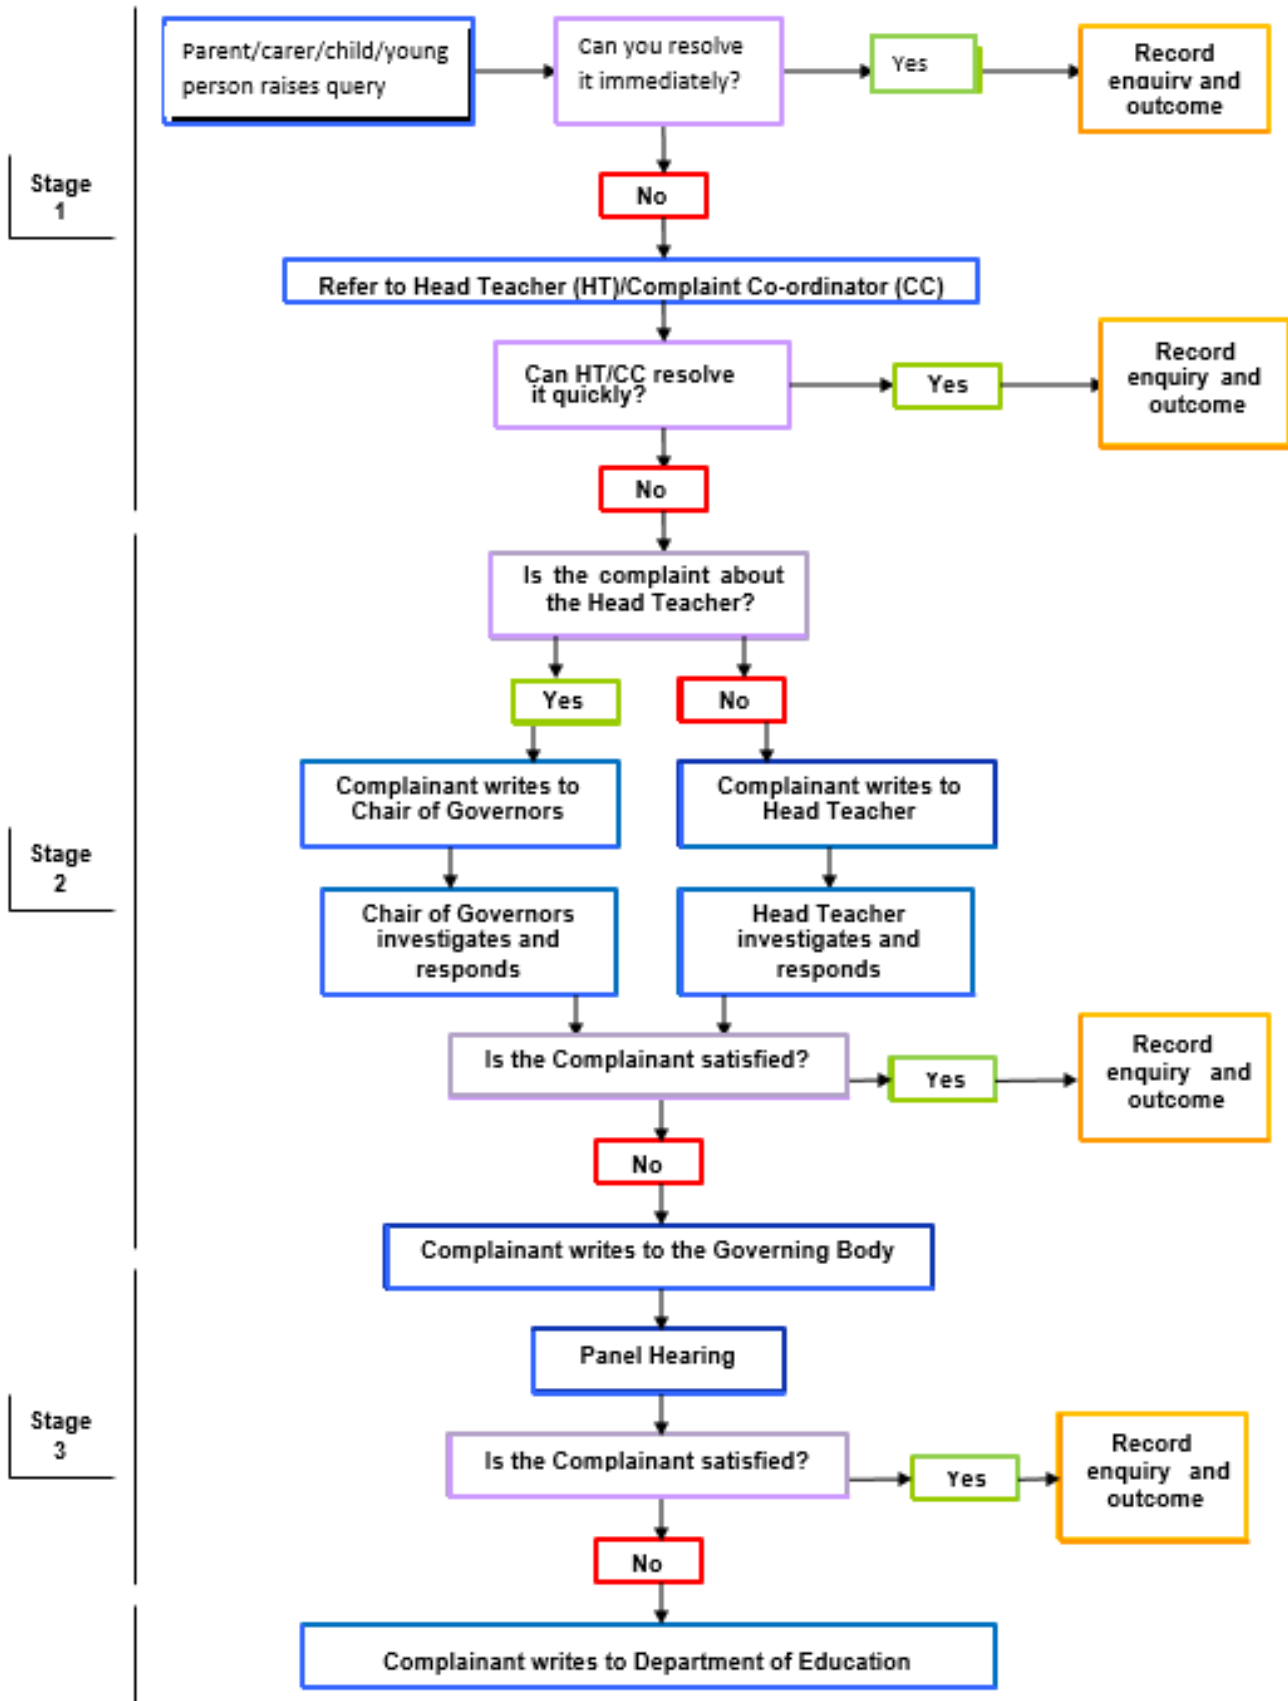 Parent/carer/child/young
person raises query
Can you resolve
it immediately?
Yes
Record
enquiry and
outcome
Stage
1
No
Refer to Head Teacher (HT)/Complaint Co-ordinator (CC)
Can HT/CC resolve
it quickly?
Yes
Record
enquiry and
outcome
No
Is the complaint about
the Head Teacher?
Yes
No
Complainant writes to
Chair of Governors
Complainant writes to
Head Teacher
Stage
2
Chair of Governors
investigates and
responds
Head Teacher
investigates and
responds
Is the Complainant satisfied?
Yes
Record
enquiry and
outcome
No
Complainant writes to the Governing Body
Panel Hearing
Stage
3
Is the Complainant satisfied?
Yes
Record
enquiry and
outcome
No
Complainant writes to Department of Education